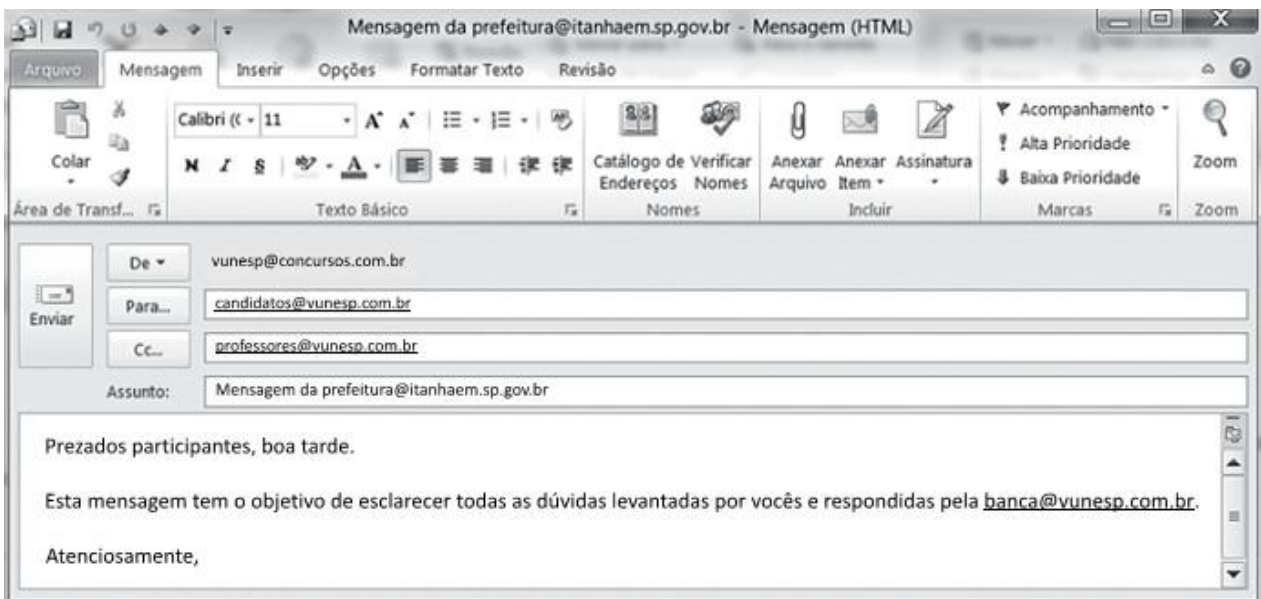 Mensagem da prefeitura@itanhaem.sp.gov.br - Mensagem (HTML)
Arquivo Mensagem Inserir Opções Formatar Texto Revisão
Colar
Calibri (C 11
N I S
Catálogo de Endereços
Verificar Nomes
Anexar Arquivo
Anexar Item
Assinatura
Acompanhamento
Alta Prioridade
Baixa Prioridade
Zoom
Área de Transf... Texto Básico Nomes Incluir Marcas Zoom
Enviar
De vunesp@concursos.com.br
Para... candidatos@vunesp.com.br
Cc... professores@vunesp.com.br
Assunto: Mensagem da prefeitura@itanhaem.sp.gov.br
Prezados participantes, boa tarde.
Esta mensagem tem o objetivo de esclarecer todas as dúvidas levantadas por vocês e respondidas pela banca@vunesp.com.br.
Atenciosamente,